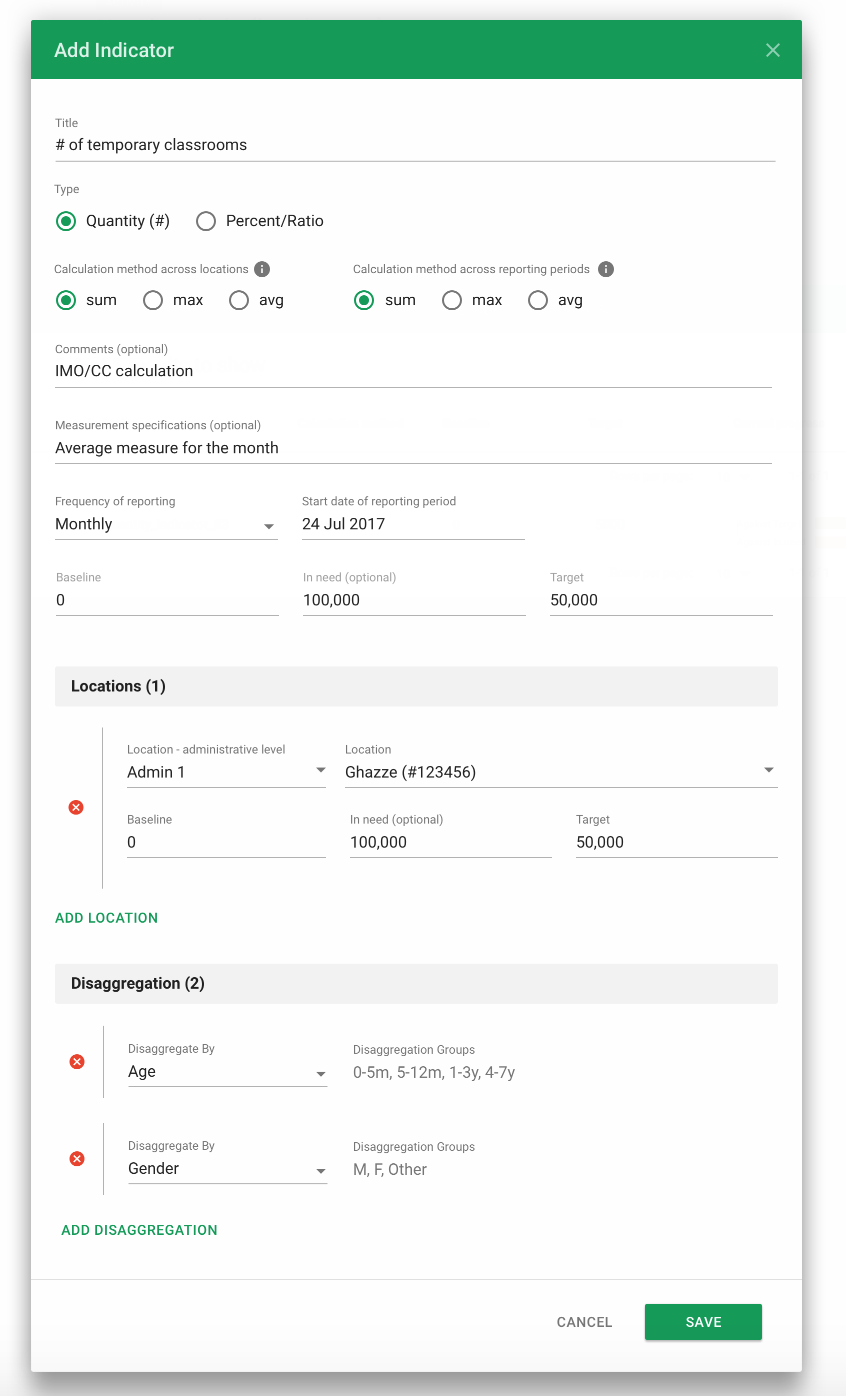 Add Indicator
Title
# of temporary classrooms
Type
Quantity (#) Percent/Ratio
Calculation method across locations Calculation method across reporting periods
sum max avg sum max avg
Comments (optional)
IMO/CC calculation
Measurement specifications (optional)
Average measure for the month
Frequency of reporting Start date of reporting period
Monthly 24 Jul 2017
Baseline In need (optional) Target
0 100,000 50,000
Locations (1)
Location - administrative level Location
Admin 1 Ghazze (#123456)
Baseline In need (optional) Target
0 100,000 50,000
ADD LOCATION
Disaggregation (2)
Disaggregate By Disaggregation Groups
Age 0-5m, 5-12m, 1-3y, 4-7y
Disaggregate By Disaggregation Groups
Gender M, F, Other
ADD DISAGGREGATION
CANCEL SAVE